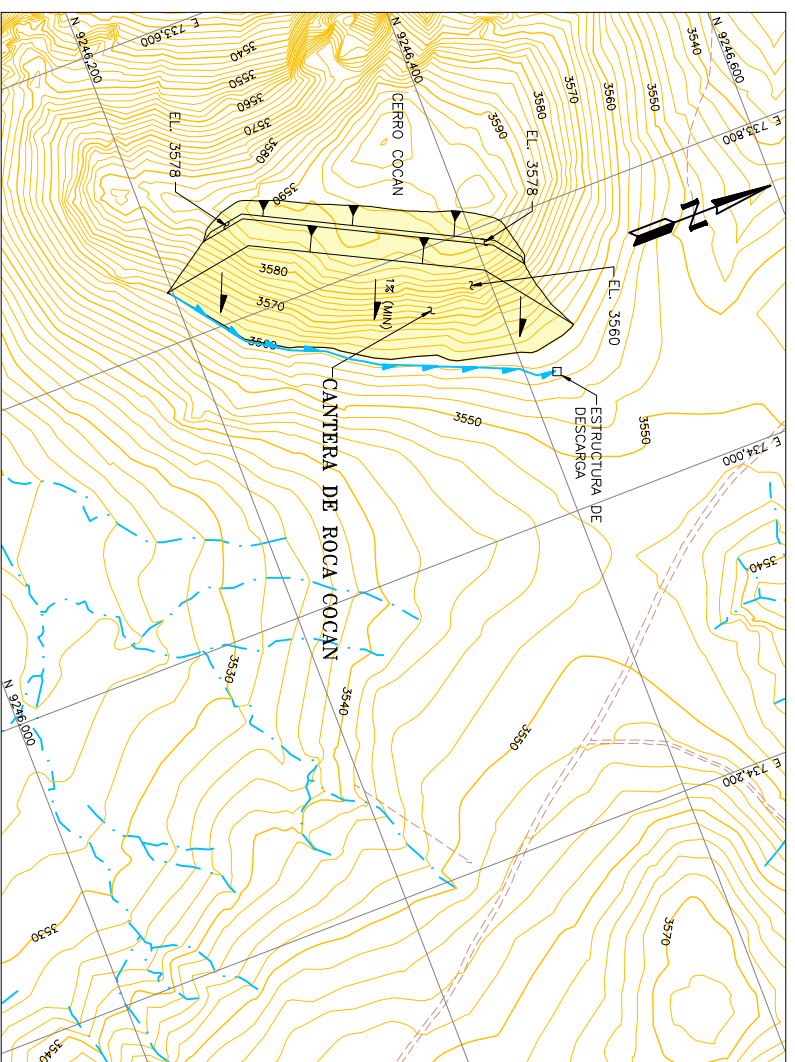 N 9246,200
E 733,600
N 9246,400
N 9246,600
E 733,800
3540
3550
3560
3570
3580
3590
3590
3580
3570
3560
3550
3540
CERRO COCAN
EL. 3578
EL. 3578
N
EL. 3560
3580
3570
3560
1% (MIN)
CANTERA DE ROCA COCAN
ESTRUCTURA DE
DESCARGA
3550
3550
E 734,000
3540
3530
3540
3550
N 9246,000
E 734,200
3570
3530
3540